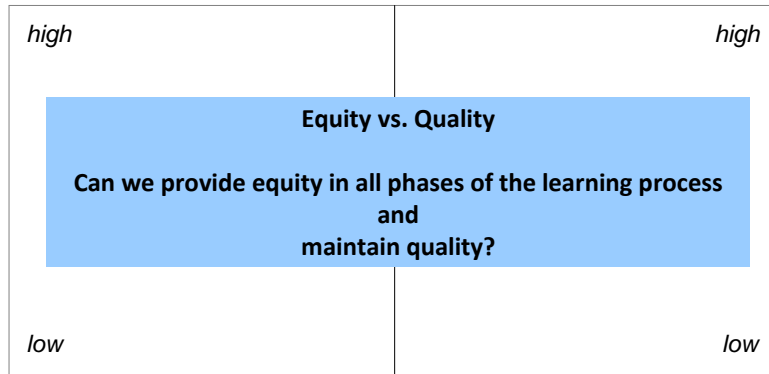 high
high
Equity vs. Quality
Can we provide equity in all phases of the learning process
and
maintain quality?
low
low